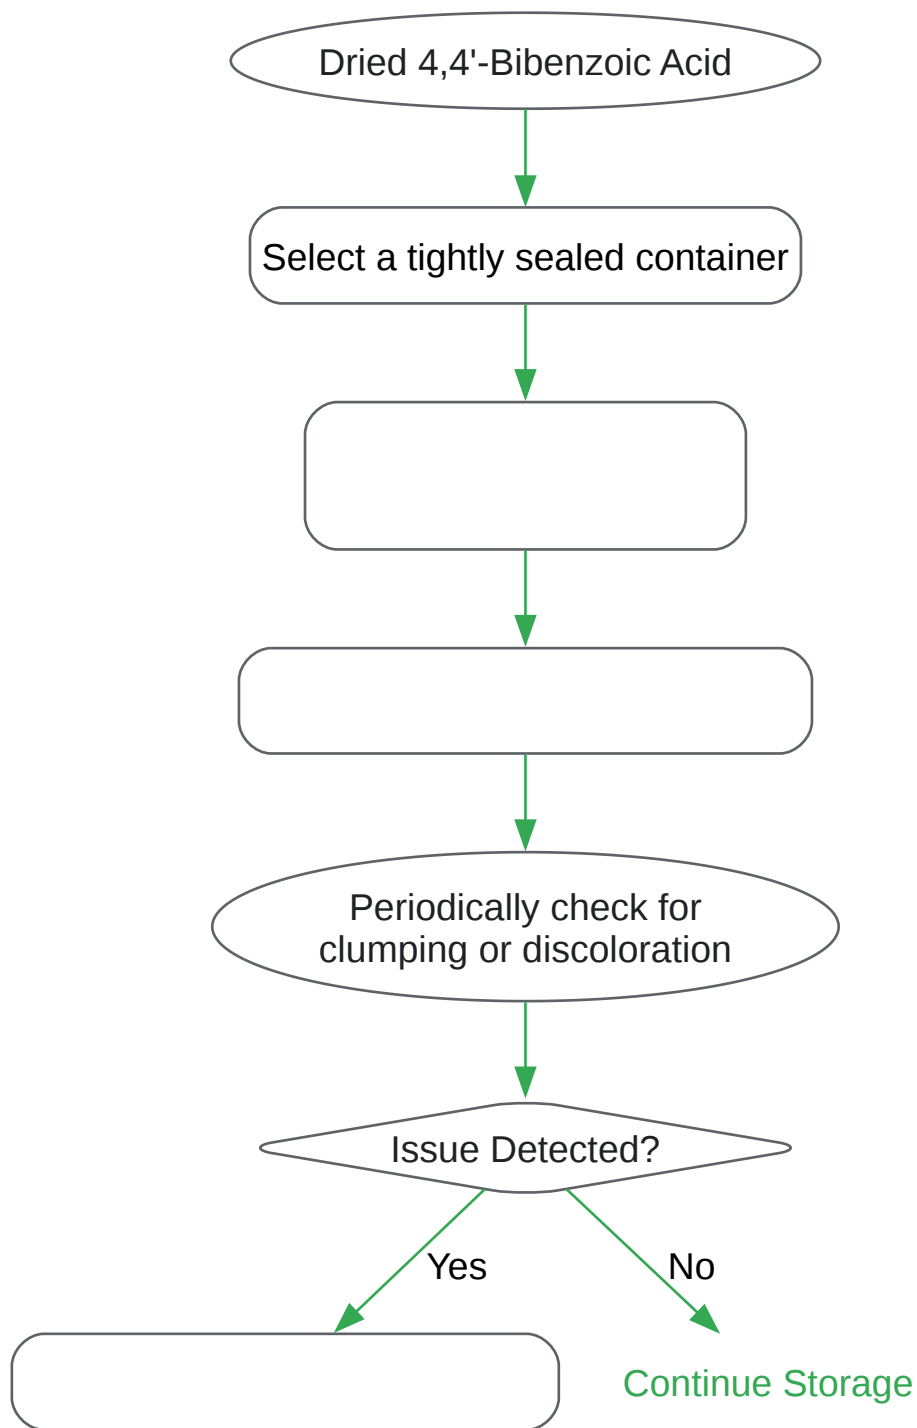 Dried 4,4'-Bibenzoic Acid
Select a tightly sealed container
Periodically check for
clumping or discoloration
Issue Detected?
Yes
No
Continue Storage